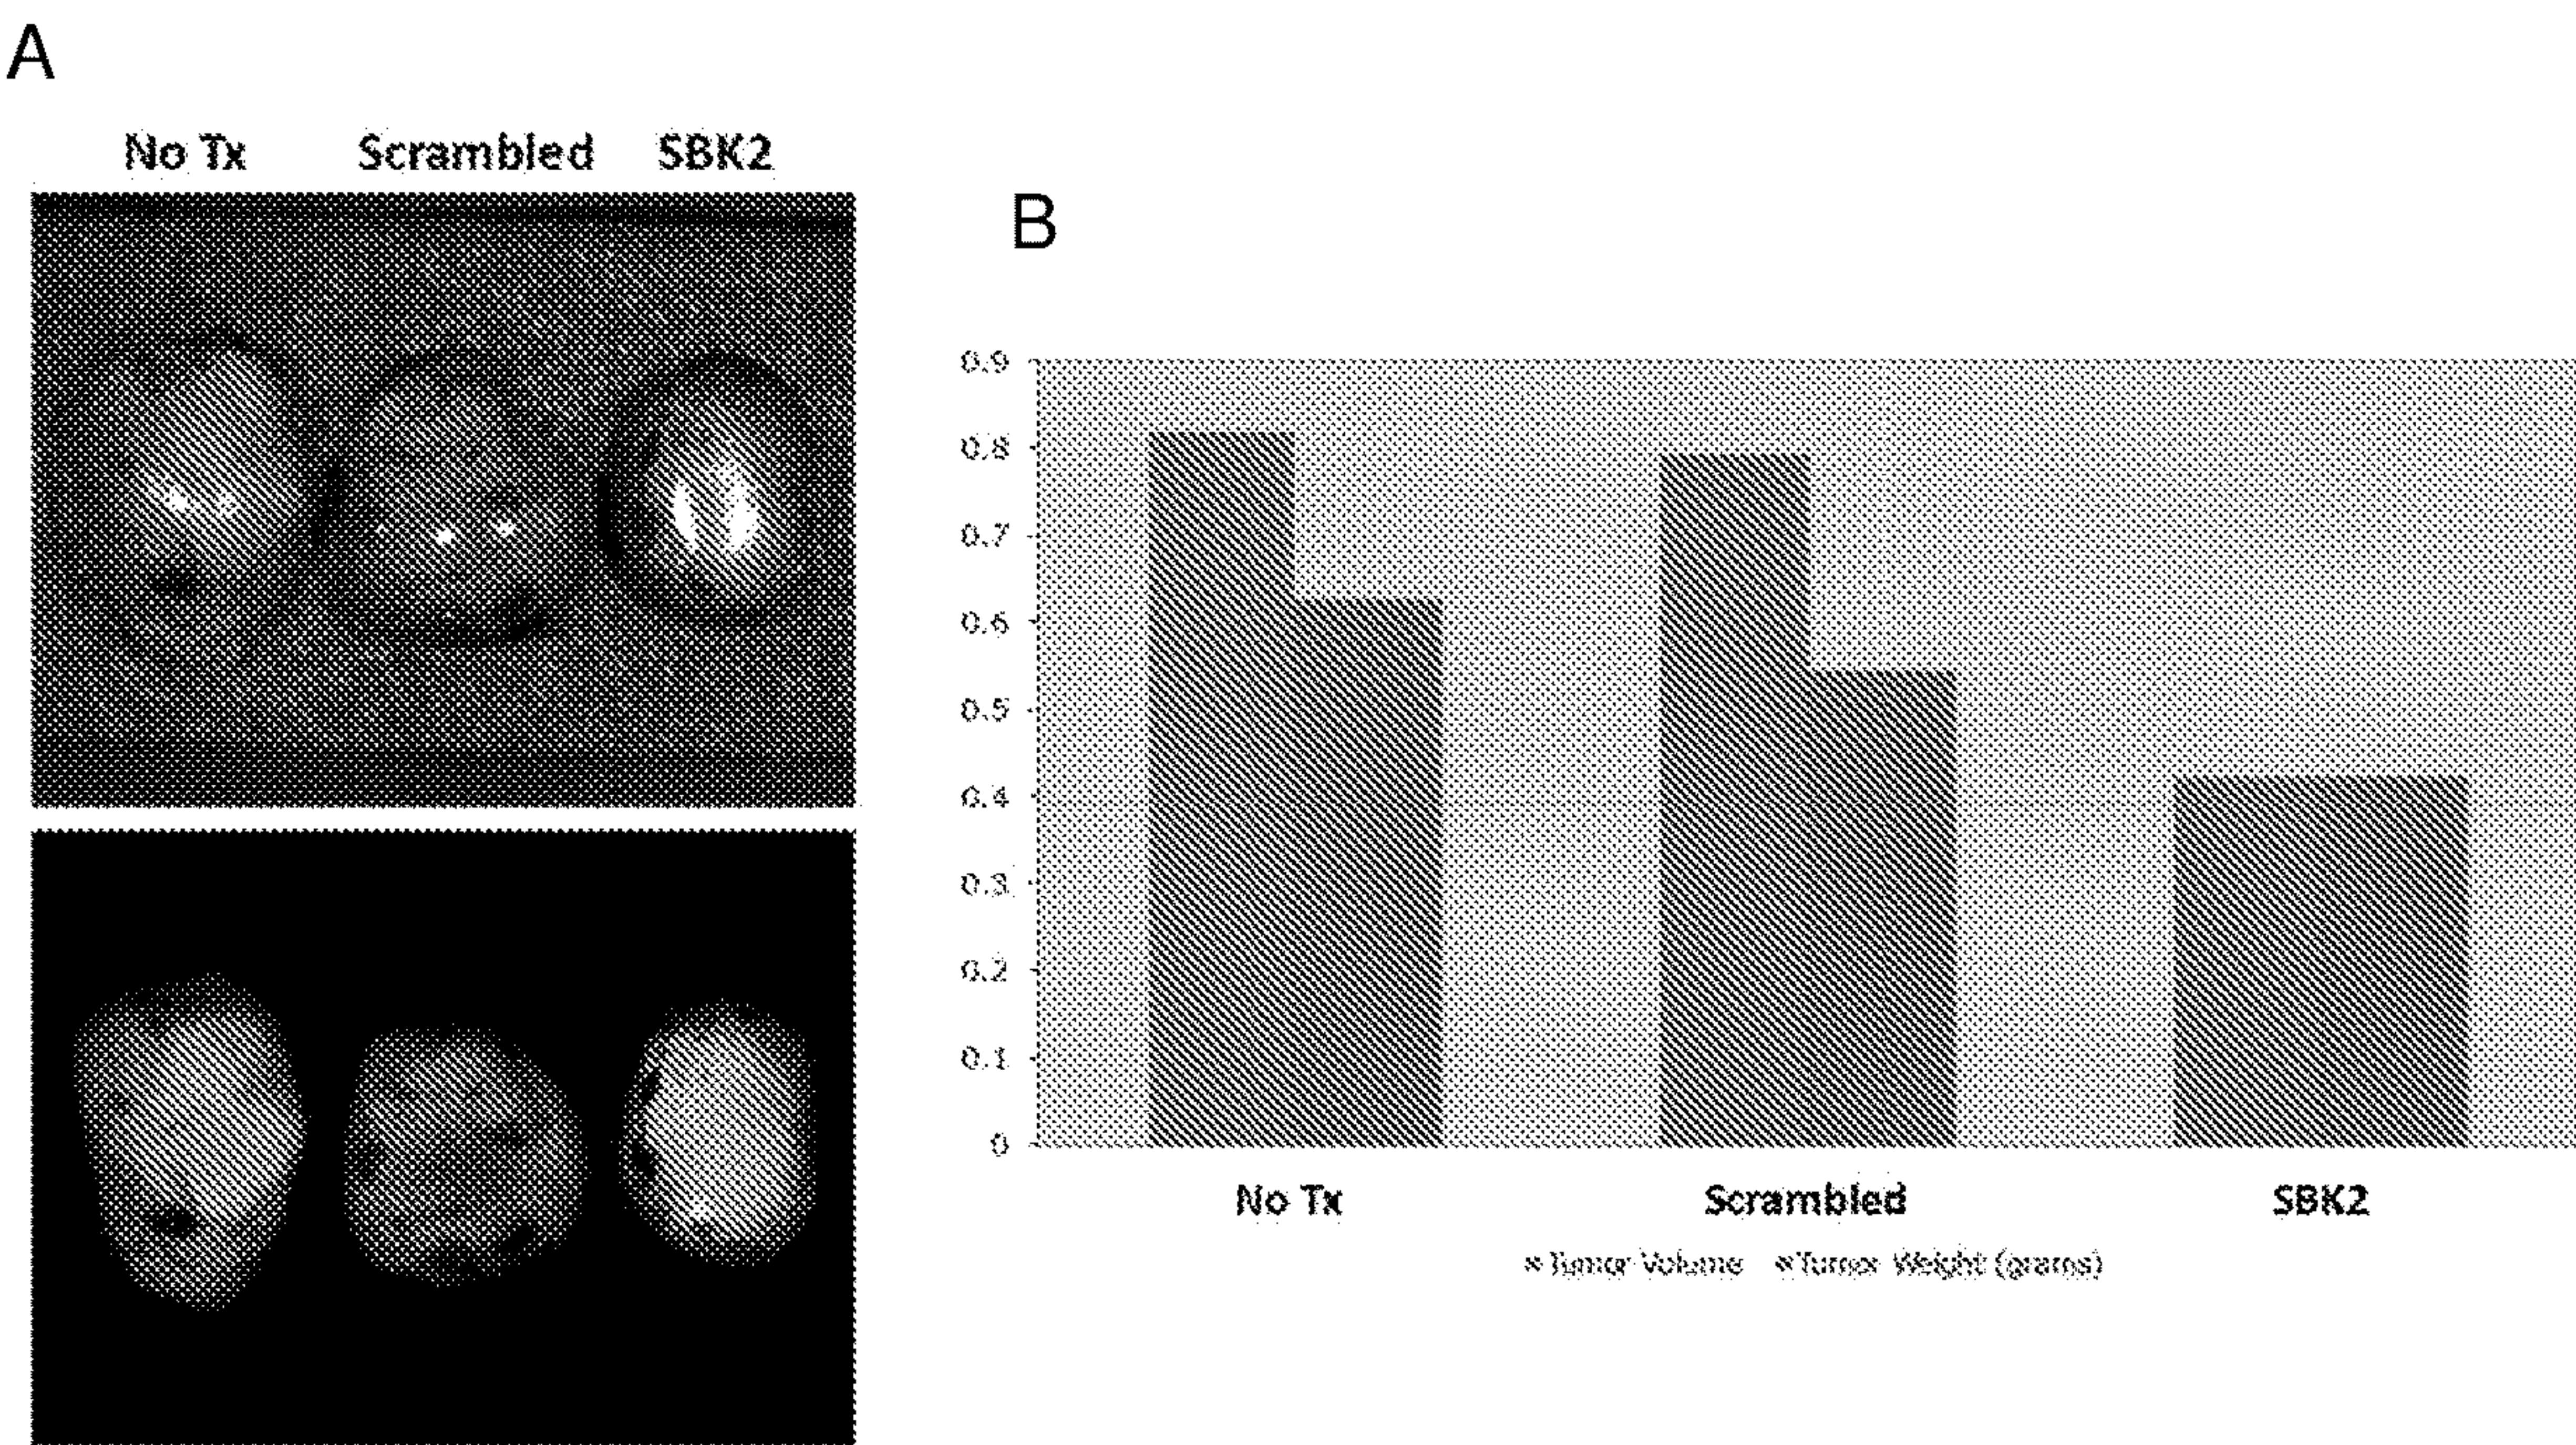 A
No Tx Scrambled SBK2
B
0.9
0.8
0.7
0.6
0.5
0.4
0.3
0.2
0.1
0
No Tx Scrambled SBK2
Tumor Volume Tumor Weight (grams)